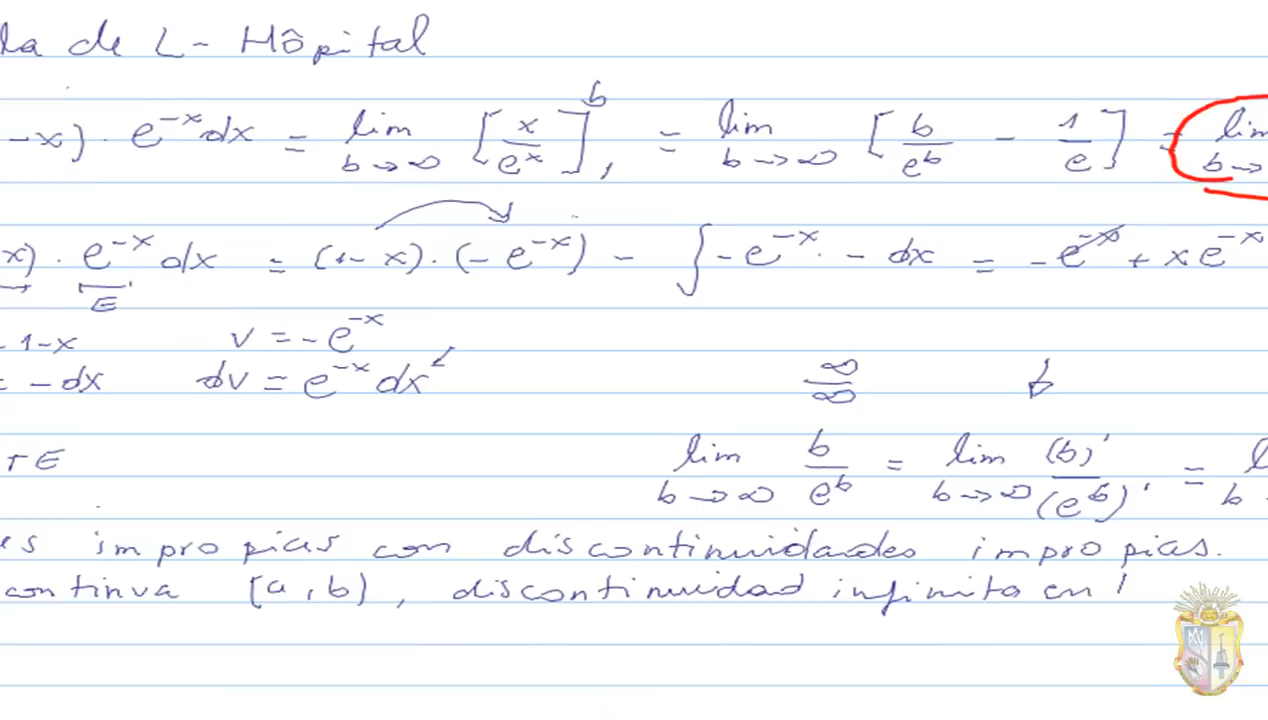 la de L-Hôpital
-x) · e^{-x} dx = lim_{b→∞} [x/e^x]_1^b = lim_{b→∞} [b/e^b - 1/e] = lim_{b→
x) · e^{-x} dx = (1-x) · (-e^{-x}) - ∫ -e^{-x} · -dx = -e^{-x} + x e^{-x}
E
- 1-x v = -e^{-x}
= -dx dv = e^{-x} dx
∞/∞ b
TE lim_{b→∞} b/e^b = lim_{b→∞} (b)'/(e^b)' = l b→
es impropias con discontinuidades impropias.
continua [a,b), discontinuidad infinita en